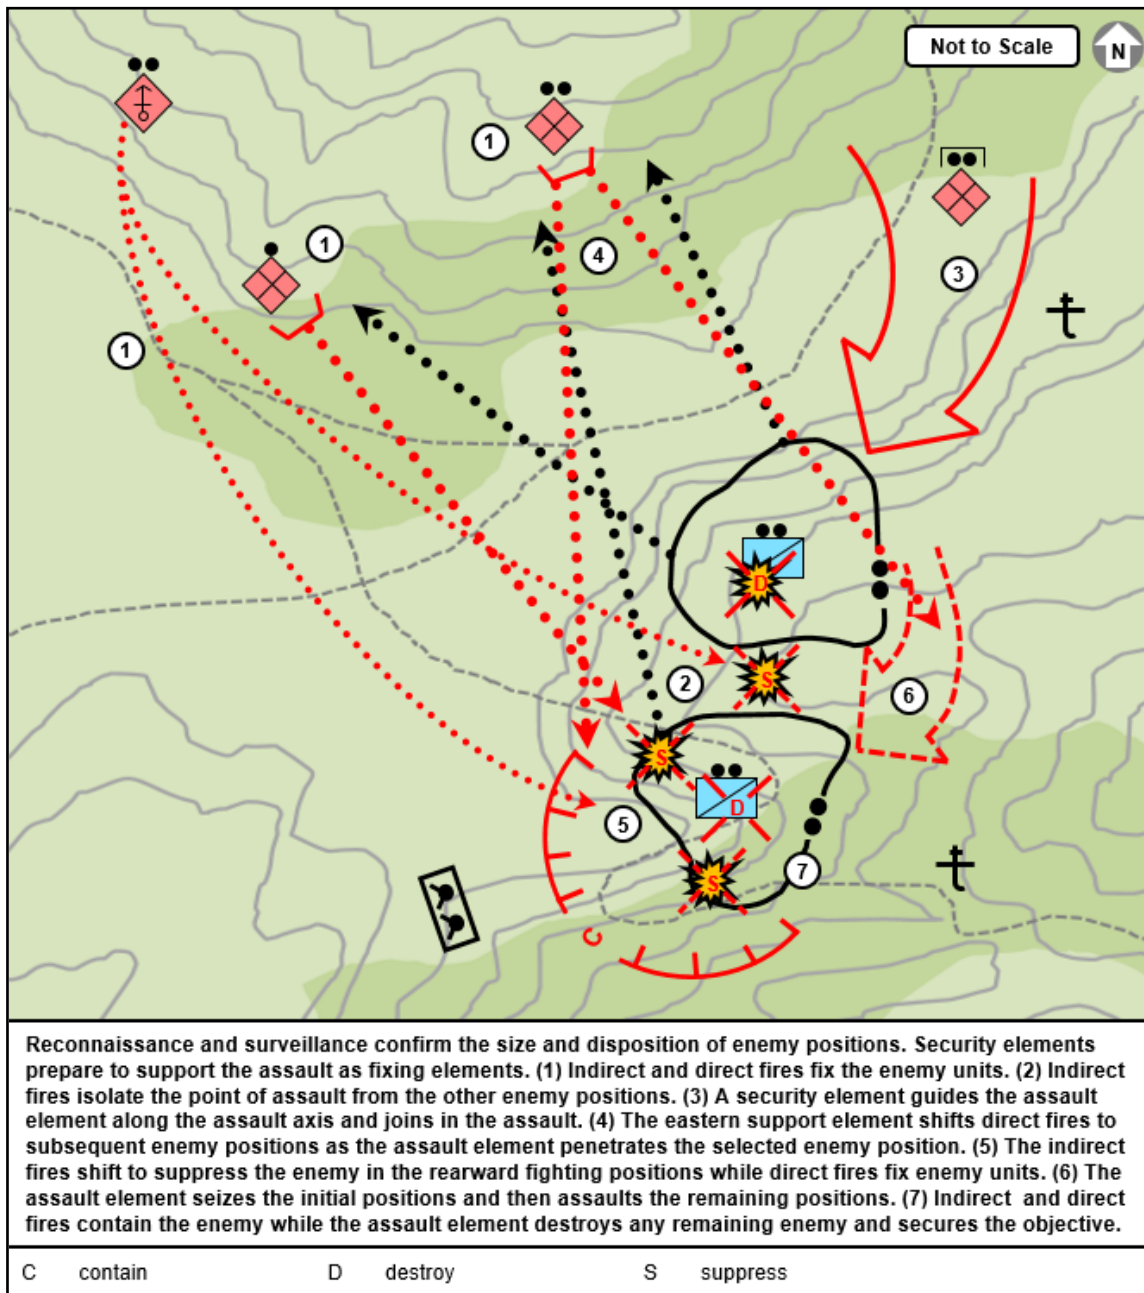 Not to Scale
N
1
1
3
4
1
D
2
S
6
S
D
5
7
S
C
Reconnaissance and surveillance confirm the size and disposition of enemy positions. Security elements
prepare to support the assault as fixing elements. (1) Indirect and direct fires fix the enemy units. (2) Indirect
fires isolate the point of assault from the other enemy positions. (3) A security element guides the assault
element along the assault axis and joins in the assault. (4) The eastern support element shifts direct fires to
subsequent enemy positions as the assault element penetrates the selected enemy position. (5) The indirect
fires shift to suppress the enemy in the rearward fighting positions while direct fires fix enemy units. (6) The
assault element seizes the initial positions and then assaults the remaining positions. (7) Indirect and direct
fires contain the enemy while the assault element destroys any remaining enemy and secures the objective.
C contain D destroy S suppress